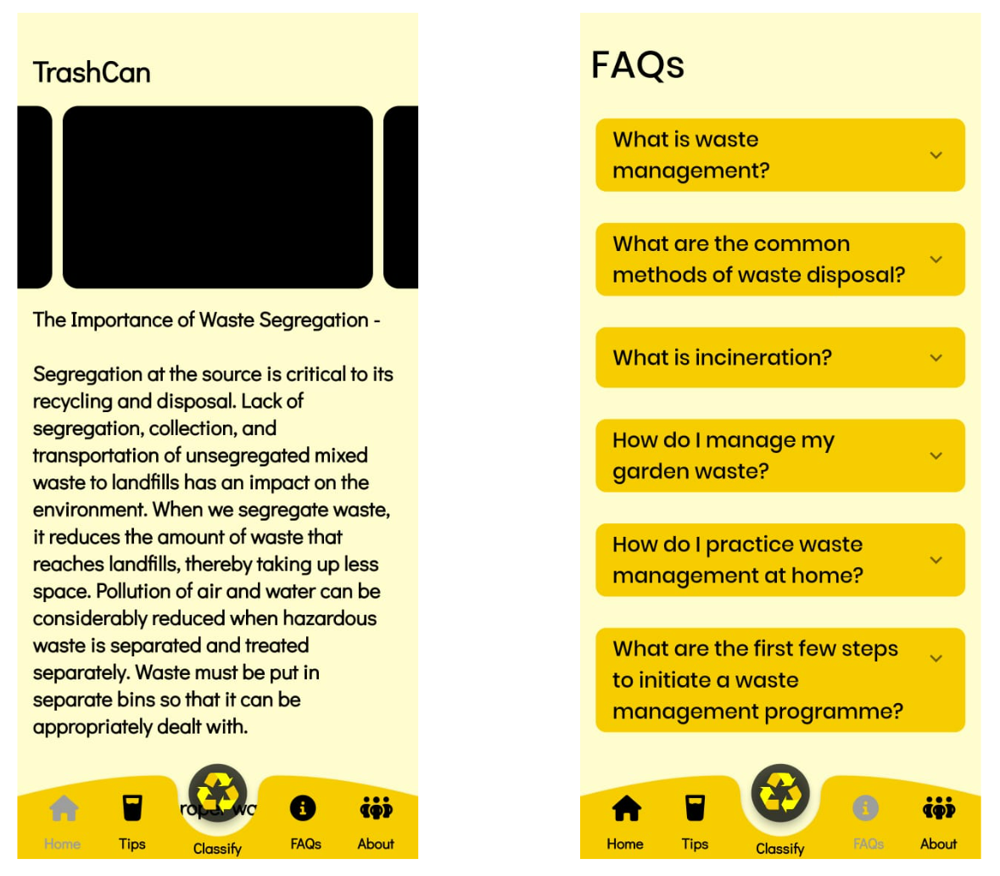 TrashCan
The Importance of Waste Segregation -
Segregation at the source is critical to its
recycling and disposal. Lack of
segregation, collection, and
transportation of unsegregated mixed
waste to landfills has an impact on the
environment. When we segregate waste,
it reduces the amount of waste that
reaches landfills, thereby taking up less
space. Pollution of air and water can be
considerably reduced when hazardous
waste is separated and treated
separately. Waste must be put in
separate bins so that it can be
appropriately dealt with.
Home
Tips
Classify
FAQs
About
FAQs
What is waste
management?
What are the common
methods of waste disposal?
What is incineration?
How do I manage my
garden waste?
How do I practice waste
management at home?
What are the first few steps
to initiate a waste
management programme?
Home
Tips
Classify
FAQs
About